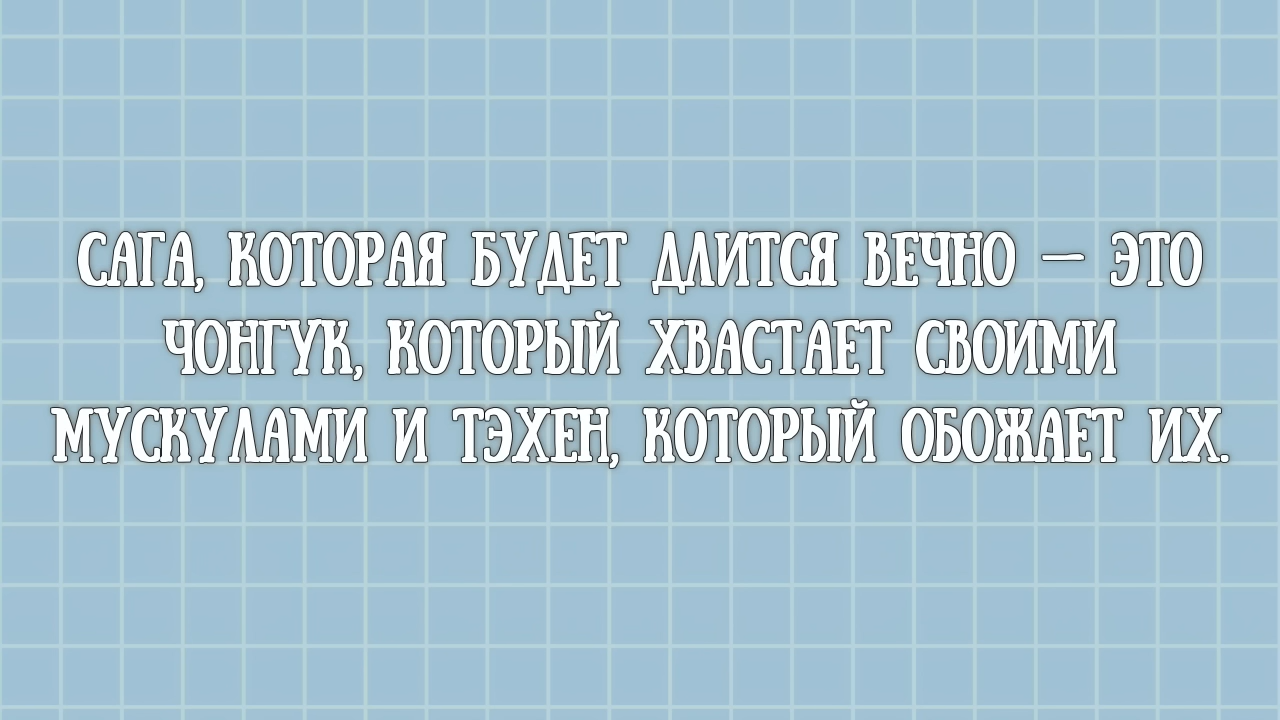 САГА, КОТОРАЯ БУДЕТ ДЛИТСЯ ВЕЧНО — ЭТО
ЧОНГУК, КОТОРЫЙ ХВАСТАЕТ СВОИМИ
МУСКУЛАМИ И ТЭХЕН, КОТОРЫЙ ОБОЖАЕТ ИХ.